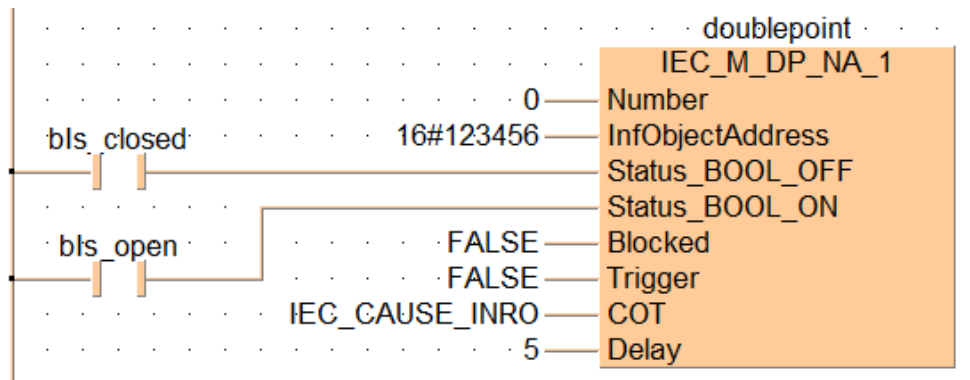 doublepoint
IEC_M_DP_NA_1
0 Number
bIs_closed 16#123456 InfObjectAddress
Status_BOOL_OFF
Status_BOOL_ON
bIs_open FALSE Blocked
FALSE Trigger
IEC_CAUSE_INRO COT
5 Delay